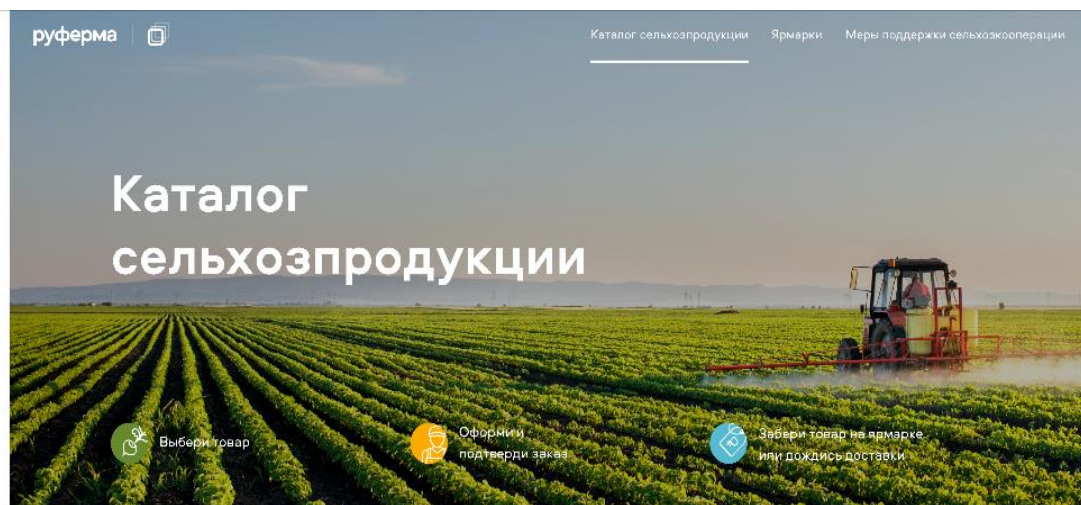 руферма
Каталог сельхозпродукции
Ярмарки
Меры поддержки сельхозкооперации
Каталог
сельхозпродукции
Выбери товар
Оформи и
подтверди заказ
Забери товар на ярмарке
или дождись доставки